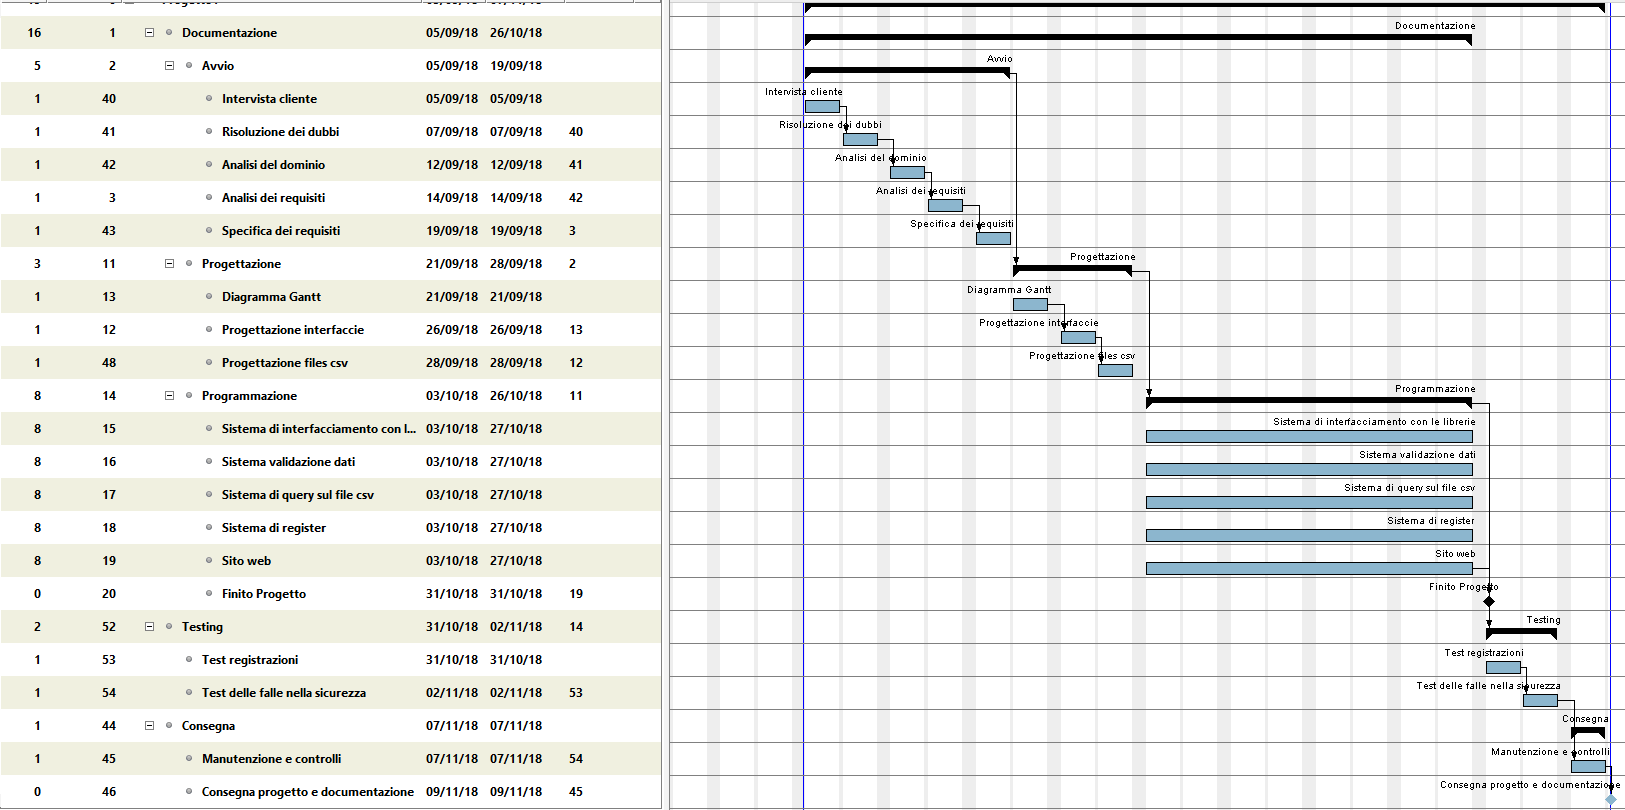 16 1 Documentazione 05/09/18 26/10/18
5 2 Avvio 05/09/18 19/09/18
1 40 Intervista cliente 05/09/18 05/09/18
1 41 Risoluzione dei dubbi 07/09/18 07/09/18 40
1 42 Analisi del dominio 12/09/18 12/09/18 41
1 3 Analisi dei requisiti 14/09/18 14/09/18 42
1 43 Specifica dei requisiti 19/09/18 19/09/18 3
3 11 Progettazione 21/09/18 28/09/18 2
1 13 Diagramma Gantt 21/09/18 21/09/18
1 12 Progettazione interfaccie 26/09/18 26/09/18 13
1 48 Progettazione files csv 28/09/18 28/09/18 12
8 14 Programmazione 03/10/18 26/10/18 11
8 15 Sistema di interfacciamento con l... 03/10/18 27/10/18
8 16 Sistema validazione dati 03/10/18 27/10/18
8 17 Sistema di query sul file csv 03/10/18 27/10/18
8 18 Sistema di register 03/10/18 27/10/18
8 19 Sito web 03/10/18 27/10/18
0 20 Finito Progetto 31/10/18 31/10/18 19
2 52 Testing 31/10/18 02/11/18 14
1 53 Test registrazioni 31/10/18 31/10/18
1 54 Test delle falle nella sicurezza 02/11/18 02/11/18 53
1 44 Consegna 07/11/18 07/11/18
1 45 Manutenzione e controlli 07/11/18 07/11/18 54
0 46 Consegna progetto e documentazione 09/11/18 09/11/18 45
Documentazione
Avvio
Intervista cliente
Risoluzione dei dubbi
Analisi del dominio
Analisi dei requisiti
Specifica dei requisiti
Progettazione
Diagramma Gantt
Progettazione interfaccie
Progettazione files csv
Programmazione
Sistema di interfacciamento con le librerie
Sistema validazione dati
Sistema di query sul file csv
Sistema di register
Sito web
Finito Progetto
Testing
Test registrazioni
Test delle falle nella sicurezza
Consegna
Manutenzione e controlli
Consegna progetto e documentazione